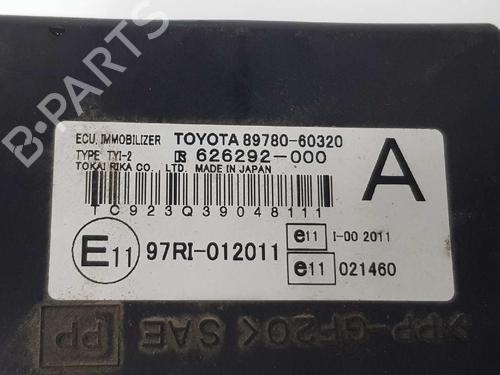 ECU, IMMOBILIZER TOYOTA 89780-60320
TYPE TYI-2 626292-000
TOKAI RIKA CO., LTD. MADE IN JAPAN
A
TC923Q39048111
E11 97RI-012011
e11 I-00 2011
e11 021460
>PP-GF20<SAE
PP
B-PARTS